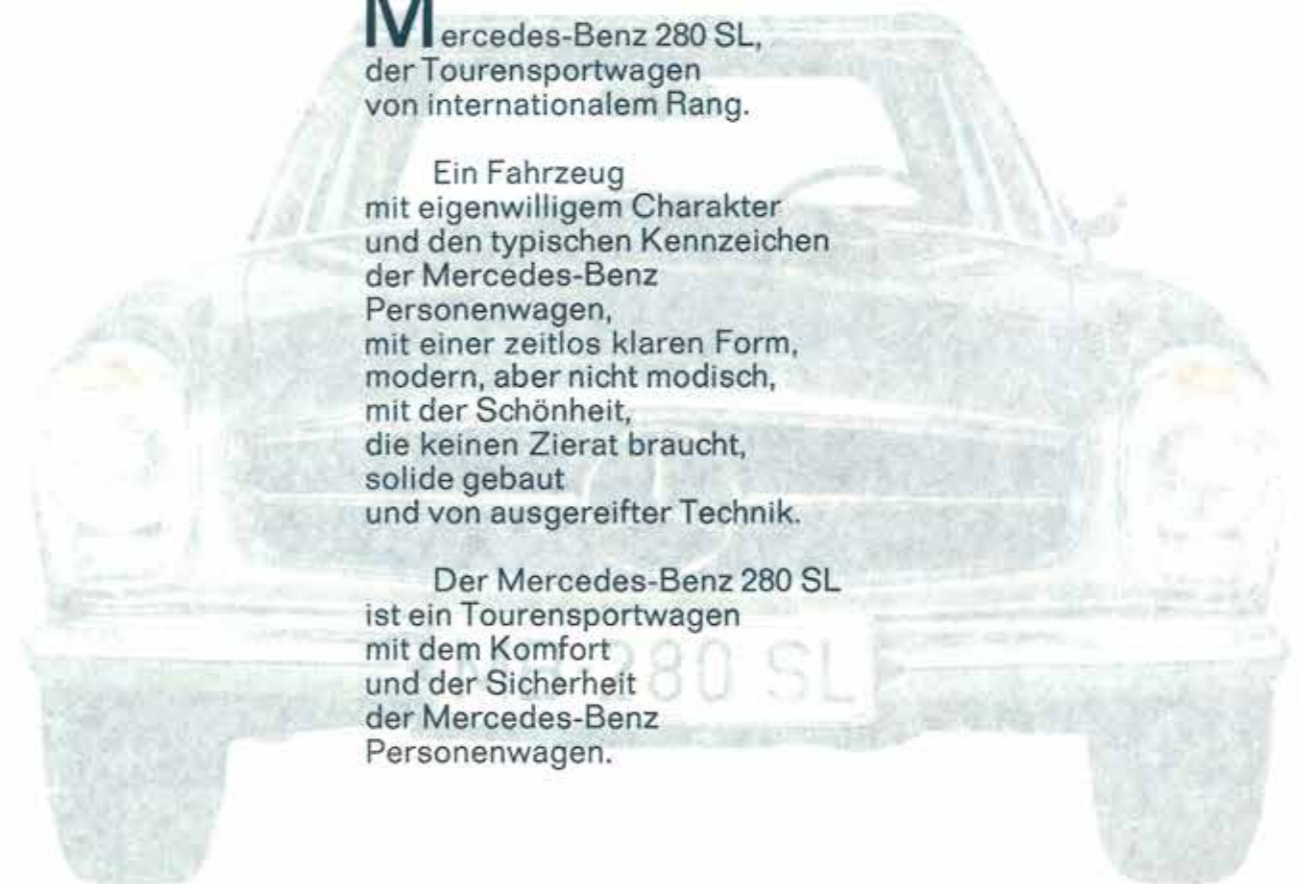 Mercedes-Benz 280 SL,
der Tourensportwagen
von internationalem Rang.
Ein Fahrzeug
mit eigenwilligem Charakter
und den typischen Kennzeichen
der Mercedes-Benz
Personenwagen,
mit einer zeitlos klaren Form,
modern, aber nicht modisch,
mit der Schönheit,
die keinen Zierat braucht,
solide gebaut
und von ausgereifter Technik.
Der Mercedes-Benz 280 SL
ist ein Tourensportwagen
mit dem Komfort
und der Sicherheit
der Mercedes-Benz
Personenwagen.
280 SL